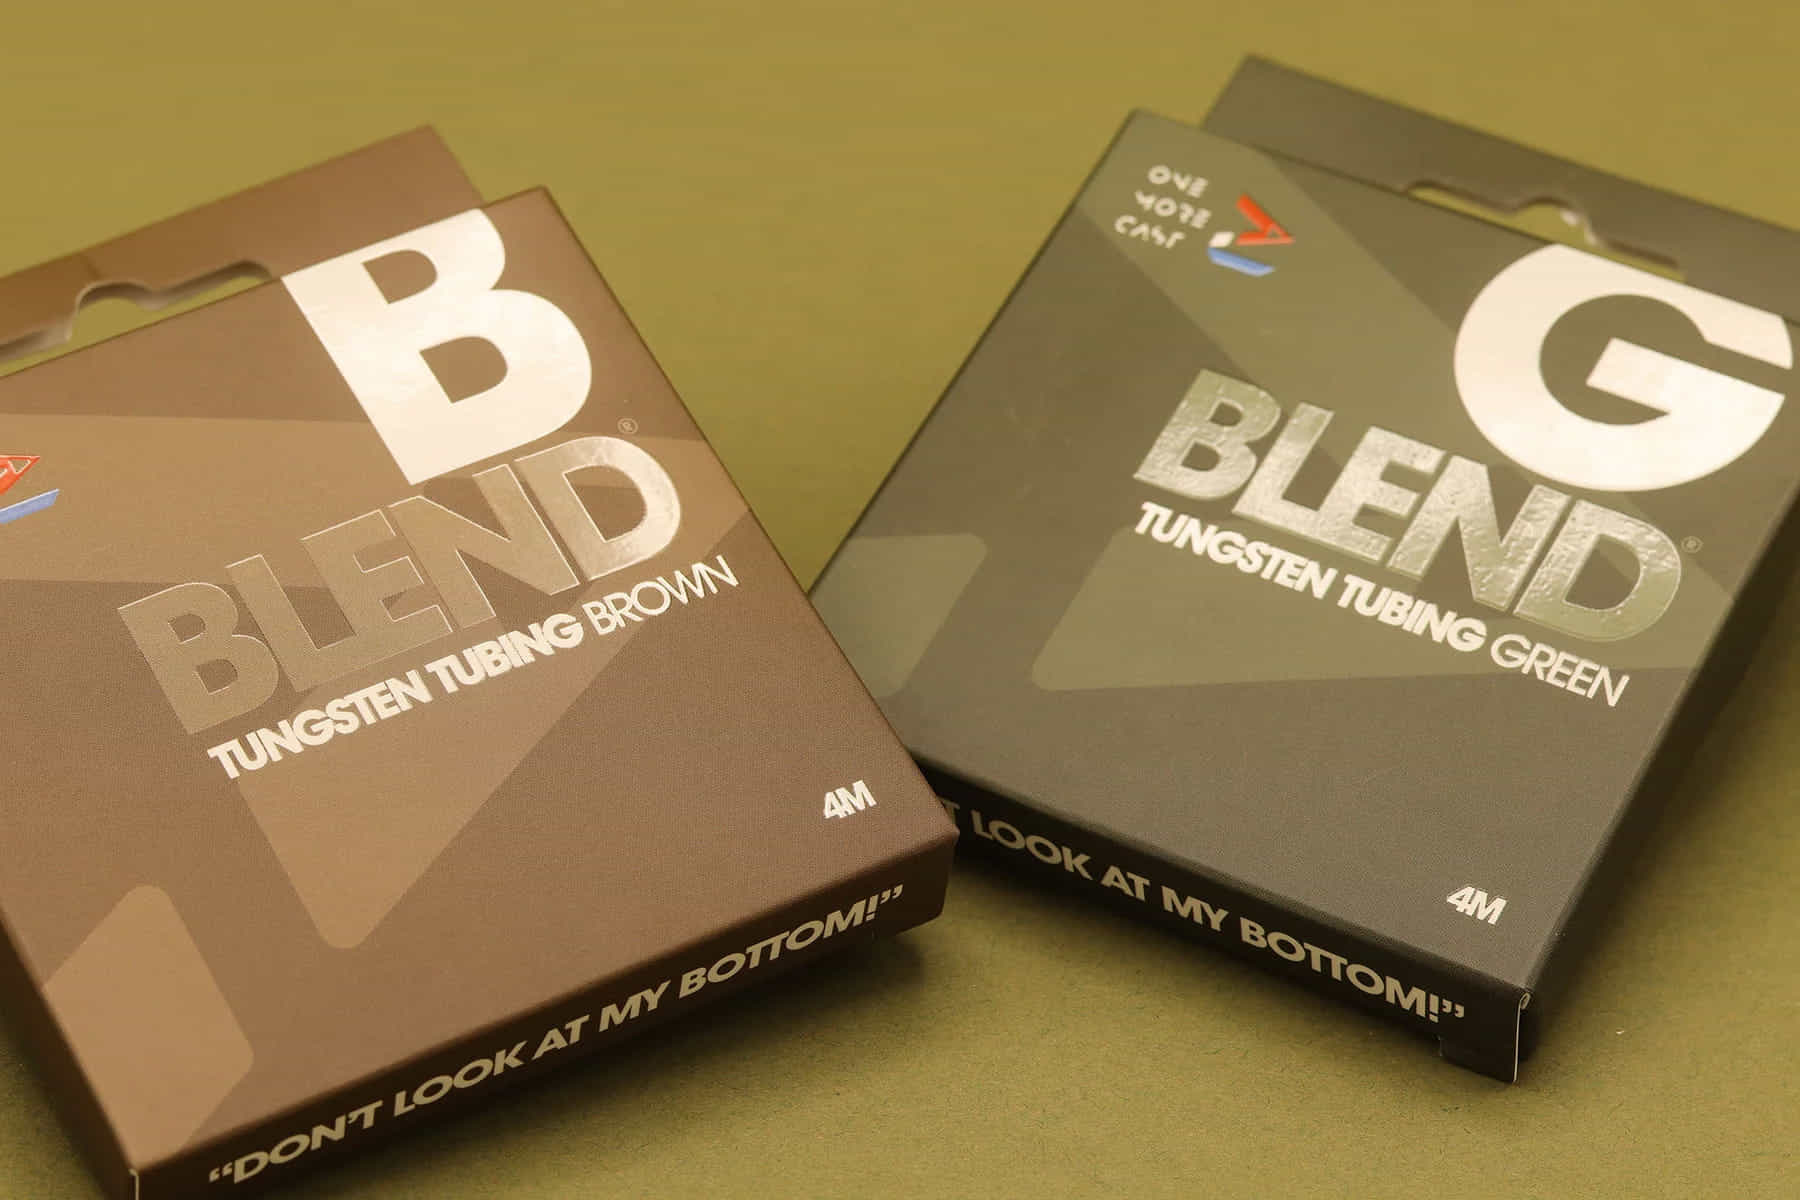 B
BLEND®
TUNGSTEN TUBING BROWN
4M
“DON'T LOOK AT MY BOTTOM!”
ONE
MORE
CAST
G
BLEND®
TUNGSTEN TUBING GREEN
4M
LOOK AT MY BOTTOM!”